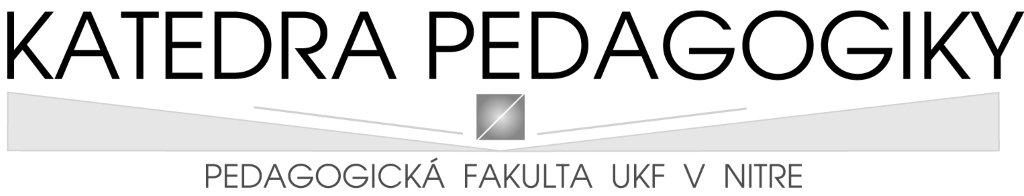 KATEDRA PEDAGOGIKY
PEDAGOGICKÁ FAKULTA UKF V NITRE